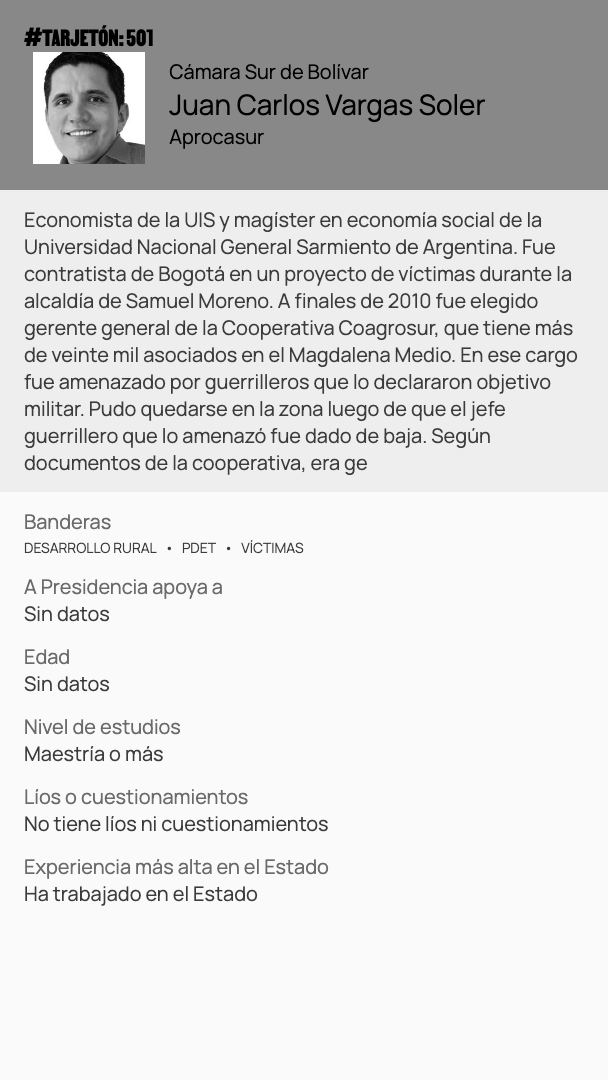 #TARJETÓN: 501
Cámara Sur de Bolívar
Juan Carlos Vargas Soler
Aprocasur
Economista de la UIS y magíster en economía social de la
Universidad Nacional General Sarmiento de Argentina. Fue
contratista de Bogotá en un proyecto de víctimas durante la
alcaldía de Samuel Moreno. A finales de 2010 fue elegido
gerente general de la Cooperativa Coagrosur, que tiene más
de veinte mil asociados en el Magdalena Medio. En ese cargo
fue amenazado por guerrilleros que lo declararon objetivo
militar. Pudo quedarse en la zona luego de que el jefe
guerrillero que lo amenazó fue dado de baja. Según
documentos de la cooperativa, era ge
Banderas
DESARROLLO RURAL • PDET • VÍCTIMAS
A Presidencia apoya a
Sin datos
Edad
Sin datos
Nivel de estudios
Maestría o más
Líos o cuestionamientos
No tiene líos ni cuestionamientos
Experiencia más alta en el Estado
Ha trabajado en el Estado